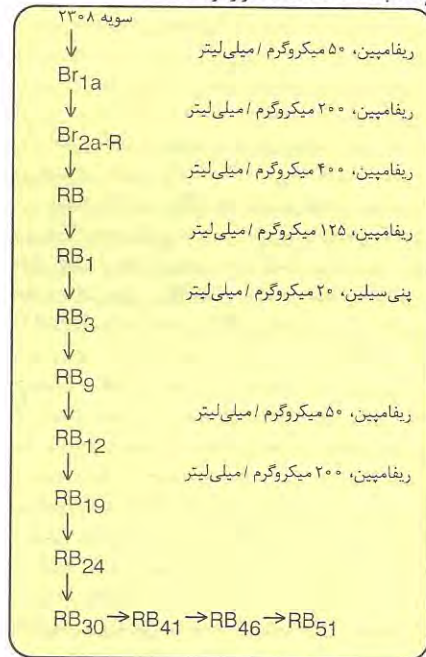 سویه ۲۳۰۸
ریفامپین، ۵۰ میکروگرم / میلی‌لیتر
Br1a
ریفامپین، ۲۰۰ میکروگرم / میلی‌لیتر
Br2a-R
ریفامپین، ۴۰۰ میکروگرم / میلی‌لیتر
RB
ریفامپین، ۱۲۵ میکروگرم / میلی‌لیتر
RB1
پنی‌سیلین، ۲۰ میکروگرم / میلی‌لیتر
RB3
RB9
ریفامپین، ۵۰ میکروگرم / میلی‌لیتر
RB12
ریفامپین، ۲۰۰ میکروگرم / میلی‌لیتر
RB19
RB24
RB30 → RB41 → RB46 → RB51